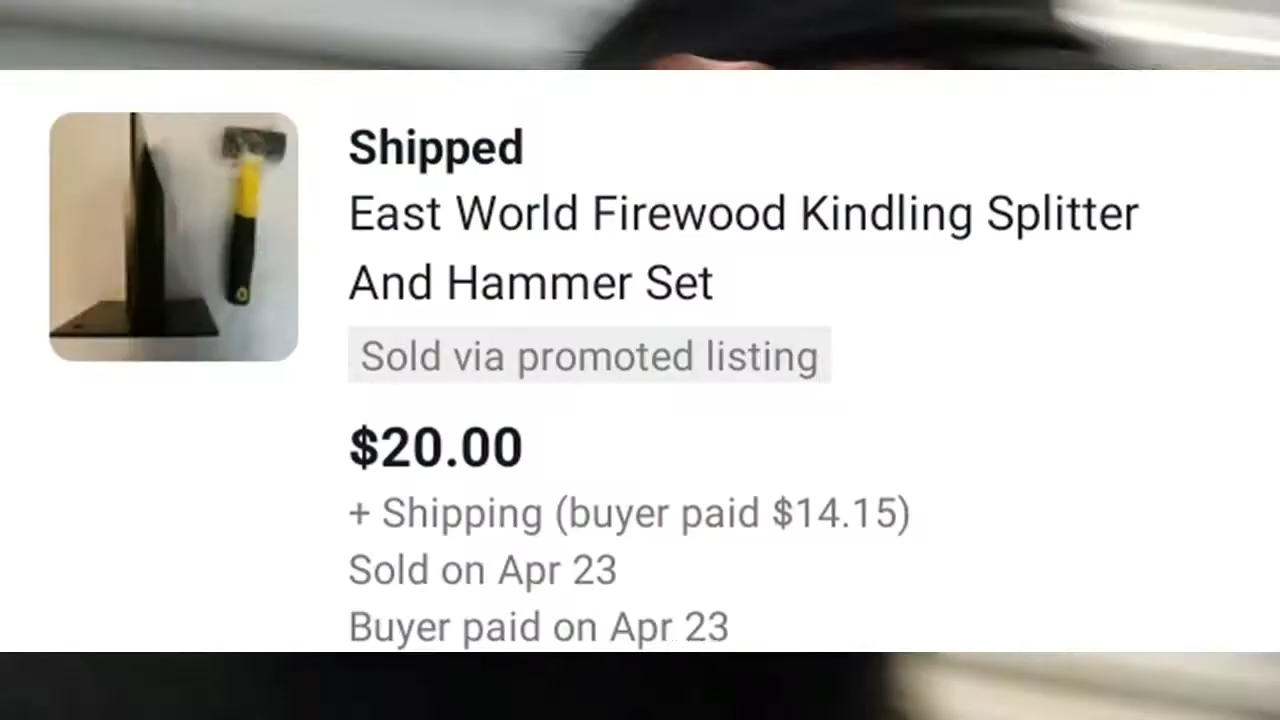 Shipped
East World Firewood Kindling Splitter
And Hammer Set
Sold via promoted listing
$20.00
+ Shipping (buyer paid $14.15)
Sold on Apr 23
Buyer paid on Apr 23